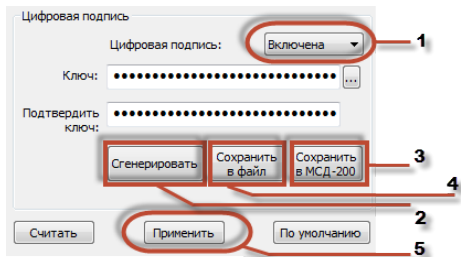 Цифровая подпись
Цифровая подпись: Включена 1
Ключ: ••••••••••••••••••••••••••••• ...
Подтвердить ключ: •••••••••••••••••••••••••••••
Сгенерировать
Сохранить в файл
Сохранить в МСД-200
3
4
2
Считать Применить По умолчанию
5